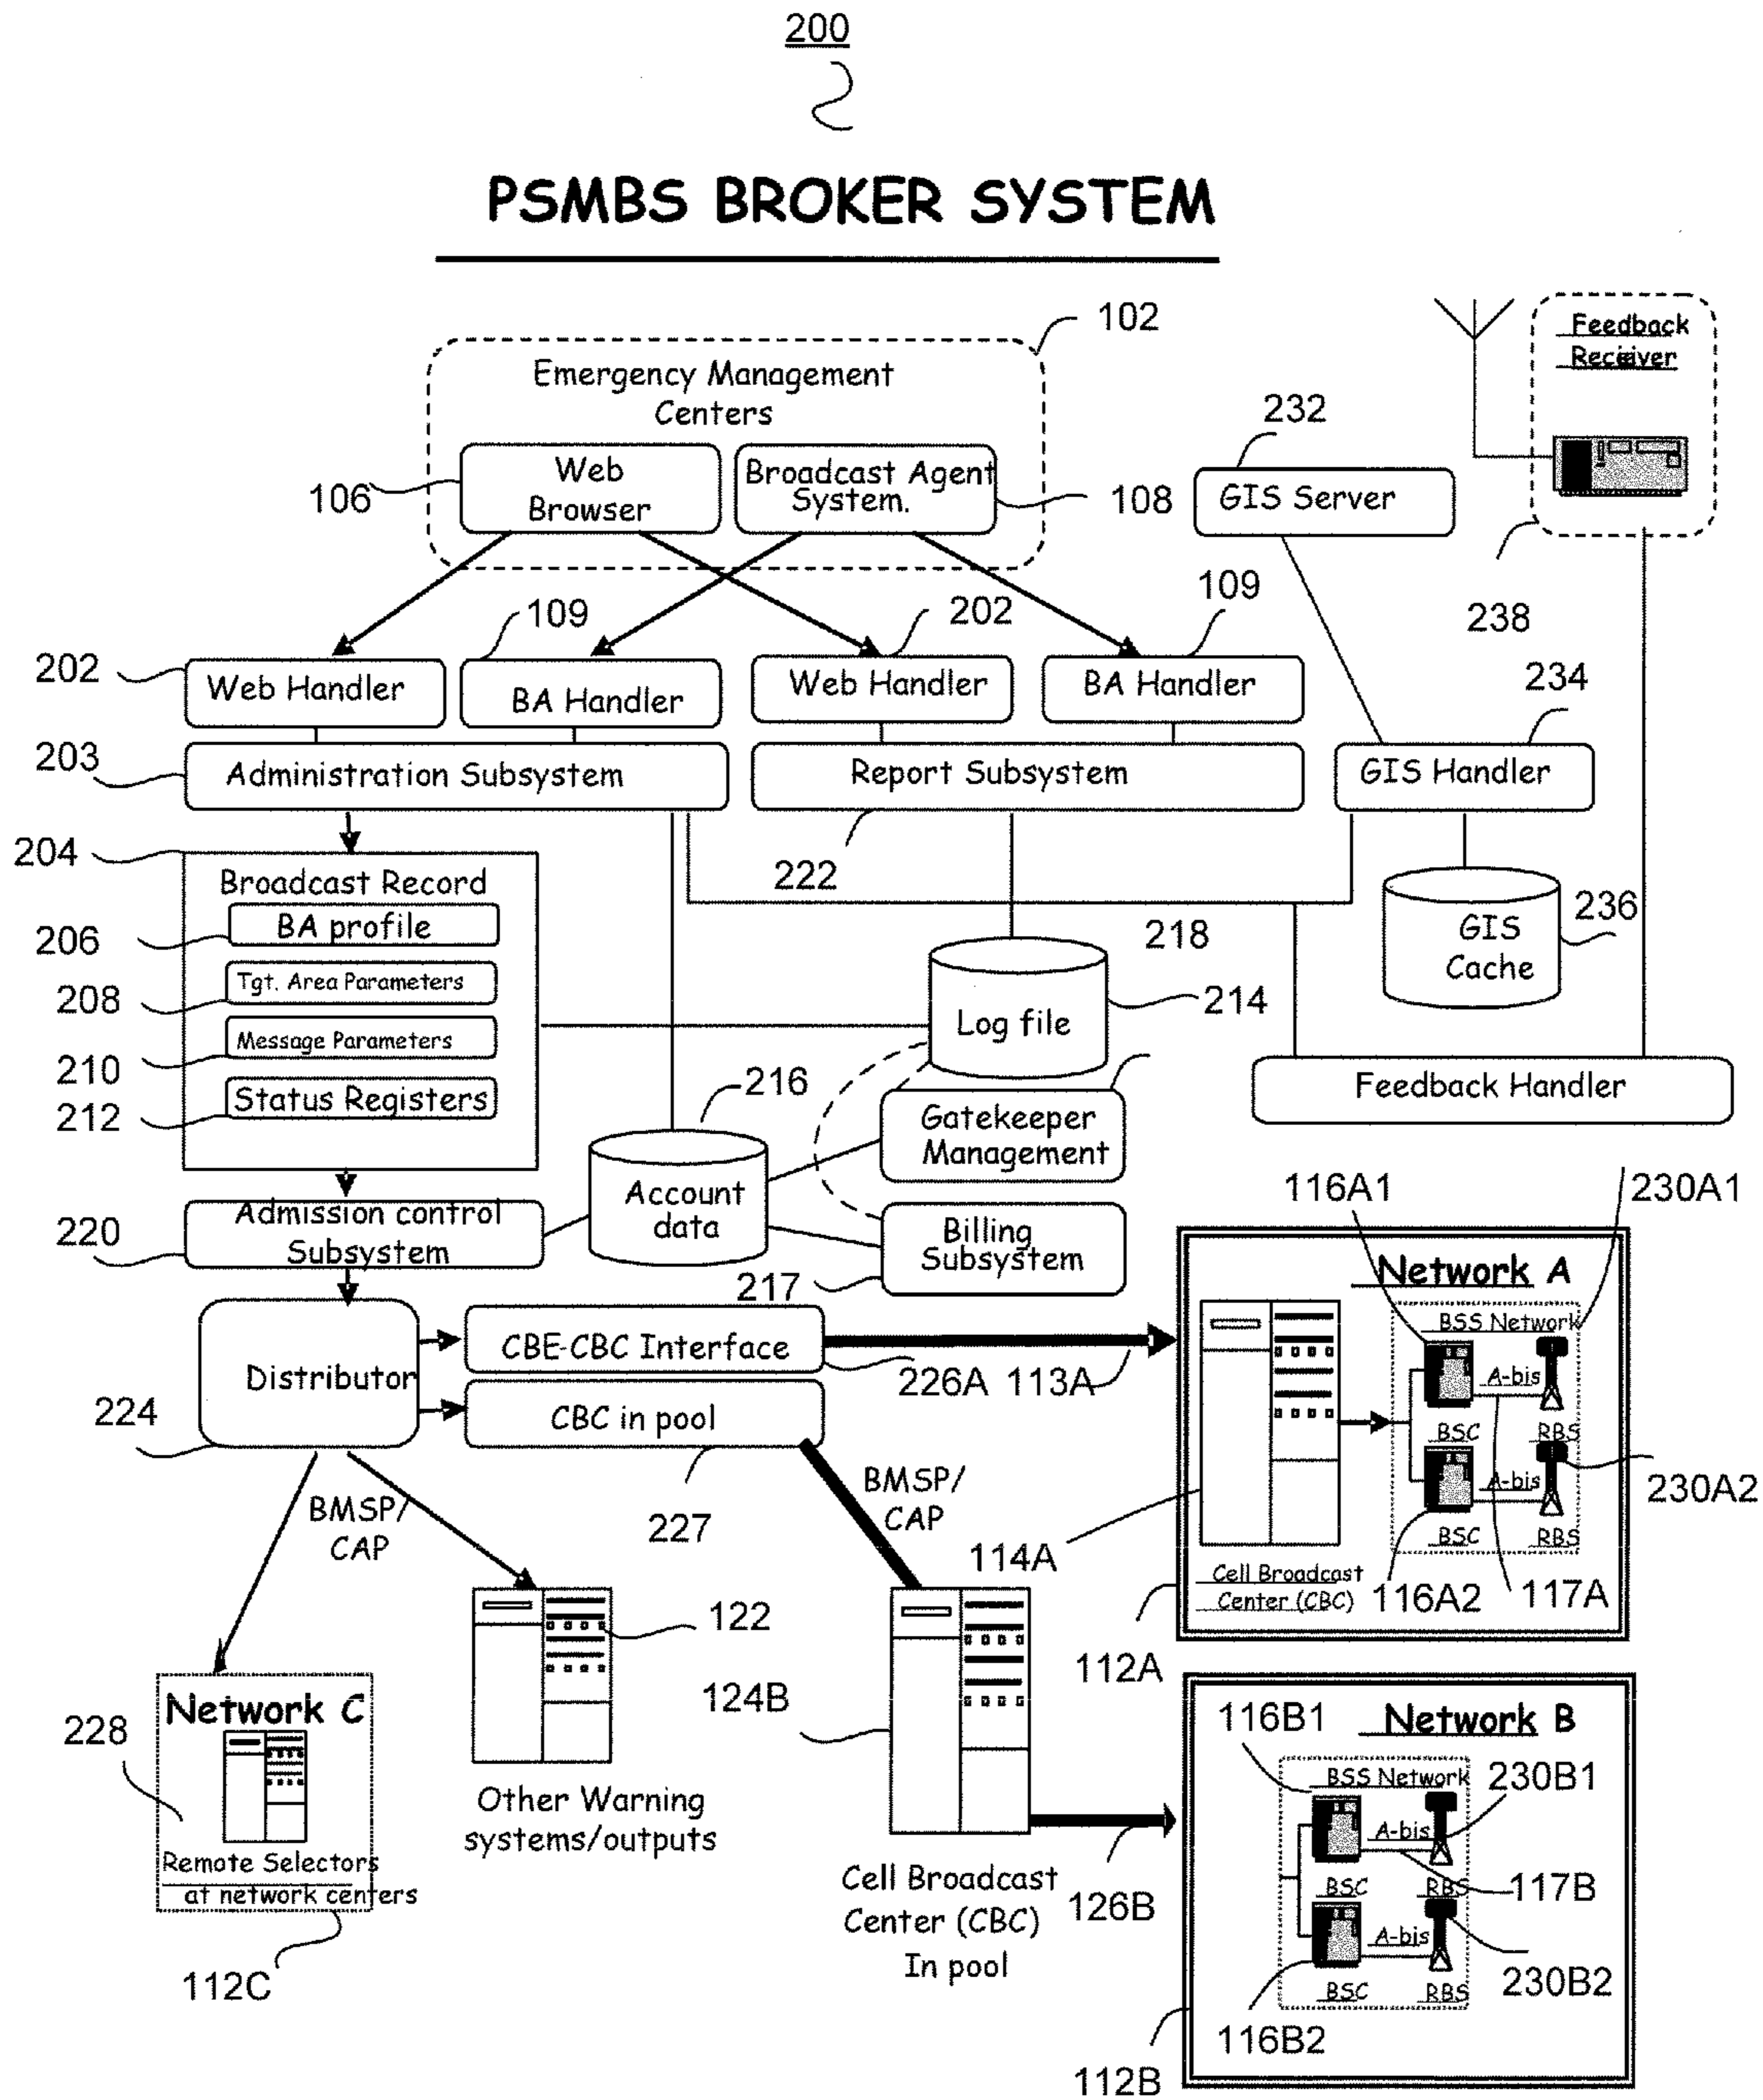 200
PSMBS BROKER SYSTEM
102
Feedback
Receiver
Emergency Management
Centers
232
Web
Browser
Broadcast Agent
System.
106
108
GIS Server
238
109
202
109
202
Web Handler
BA Handler
Web Handler
BA Handler
234
203
Administration Subsystem
Report Subsystem
GIS Handler
204
222
Broadcast Record
BA profile
206
218
GIS
Cache
236
Tgt. Area Parameters
208
214
Log file
Message Parameters
210
Status Registers
212
216
Feedback Handler
Gatekeeper
Management
116A1
230A1
Account
data
220
Admission control
Subsystem
Billing
Subsystem
217
Network A
BSS Network
CBE-CBC Interface
226A
113A
A-bis
Distributor
224
CBC in pool
BSC
RBS
A-bis
230A2
BMSP/
CAP
BMSP/
CAP
227
114A
BSC
RBS
Cell Broadcast
Center (CBC)
116A2
117A
122
112A
124B
Network C
228
116B1
Network B
BSS Network
230B1
Other Warning
systems/outputs
A-bis
Remote Selectors
at network centers
Cell Broadcast
Center (CBC)
In pool
126B
BSC
RBS
117B
A-bis
112C
BSC
RBS
230B2
116B2
112B